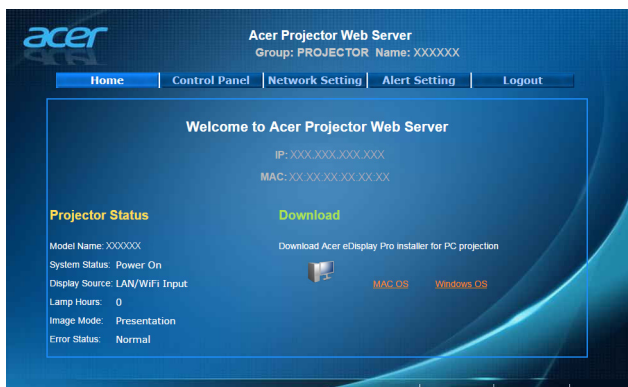 acer
Acer Projector Web Server
Group: PROJECTOR Name: XXXXXX
Home Control Panel Network Setting Alert Setting Logout
Welcome to Acer Projector Web Server
IP: XXX.XXX.XXX.XXX
MAC: XX:XX:XX:XX:XX:XX
Projector Status
Model Name: XXXXXX
System Status: Power On
Display Source: LAN/WiFi Input
Lamp Hours: 0
Image Mode: Presentation
Error Status: Normal
Download
Download Acer eDisplay Pro installer for PC projection
MAC OS Windows OS